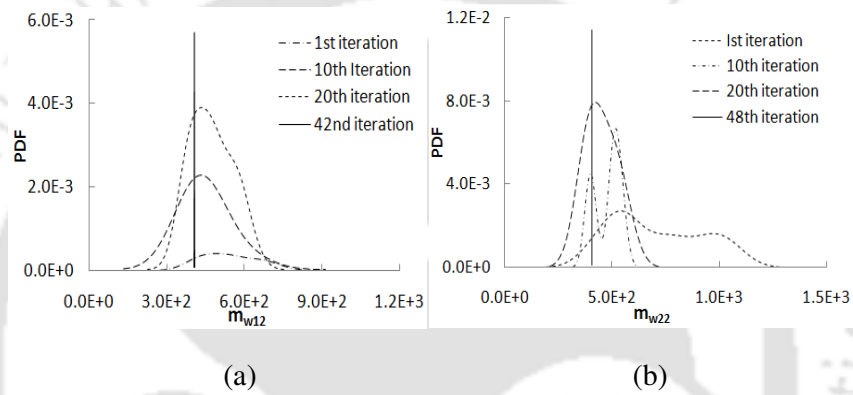 6.0E-3
4.0E-3
2.0E-3
0.0E+0
PDF
0.0E+0 3.0E+2 6.0E+2 9.0E+2 1.2E+3
m_w12
1st iteration
10th Iteration
20th iteration
42nd iteration
(a)
1.2E-2
8.0E-3
4.0E-3
0.0E+0
PDF
0.0E+0 5.0E+2 1.0E+3 1.5E+3
m_w22
Ist iteration
10th iteration
20th iteration
48th iteration
(b)